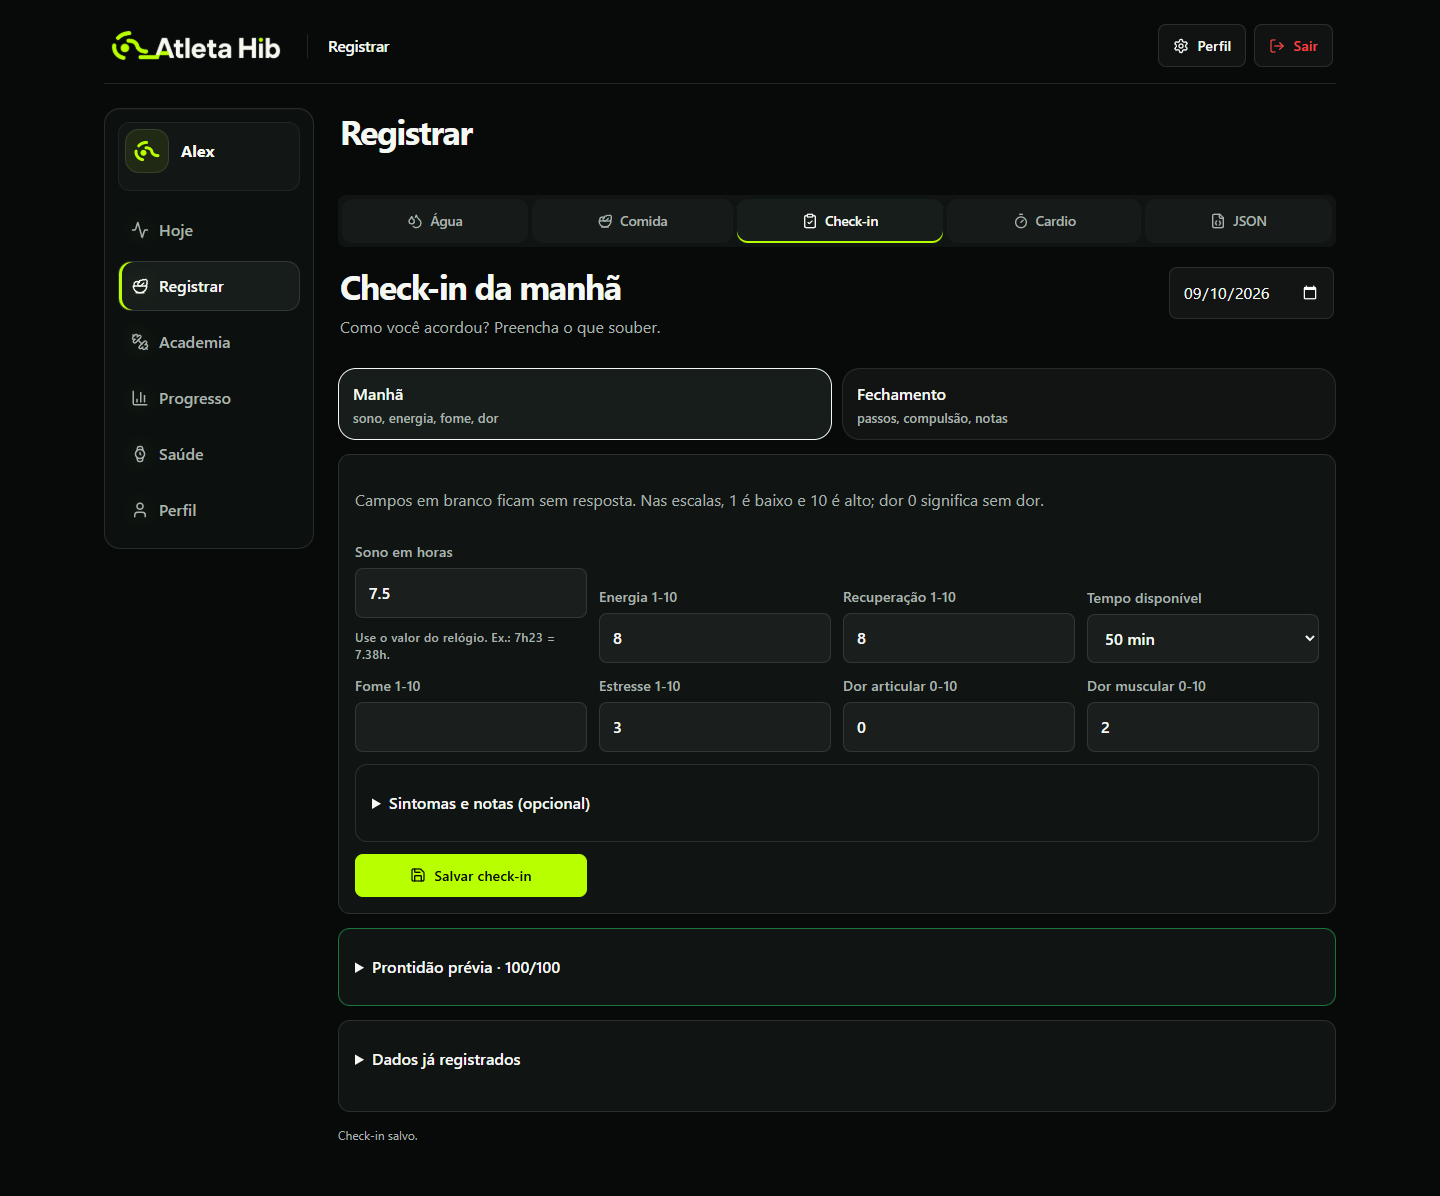 Atleta Hib
Registrar
Perfil
Sair
Alex
Hoje
Registrar
Academia
Progresso
Saúde
Perfil
Registrar
Água
Comida
Check-in
Cardio
JSON
Check-in da manhã
09/10/2026
Como você acordou? Preencha o que souber.
Manhã
sono, energia, fome, dor
Fechamento
passos, compulsão, notas
Campos em branco ficam sem resposta. Nas escalas, 1 é baixo e 10 é alto; dor 0 significa sem dor.
Sono em horas
7.5
Use o valor do relógio. Ex.: 7h23 =
7.38h.
Energia 1-10
8
Recuperação 1-10
8
Tempo disponível
50 min
Fome 1-10
Estresse 1-10
3
Dor articular 0-10
0
Dor muscular 0-10
2
Sintomas e notas (opcional)
Salvar check-in
Prontidão prévia · 100/100
Dados já registrados
Check-in salvo.